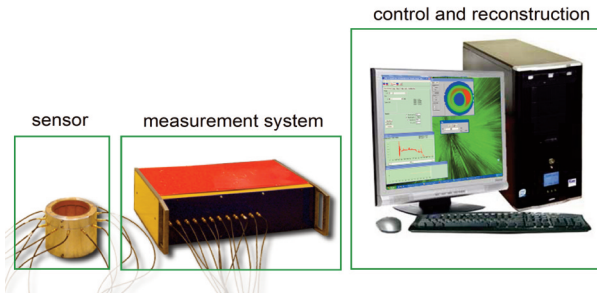 control and reconstruction
sensor
measurement system